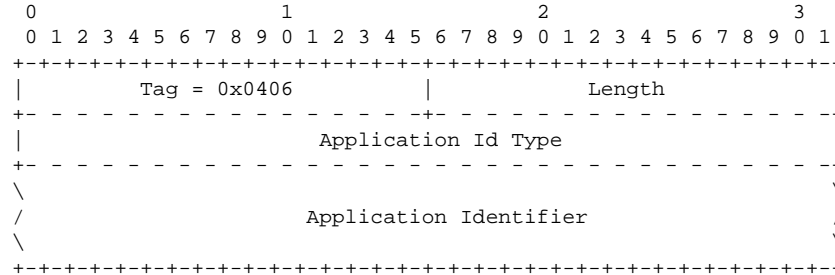 0                   1                   2                   3
0 1 2 3 4 5 6 7 8 9 0 1 2 3 4 5 6 7 8 9 0 1 2 3 4 5 6 7 8 9 0 1
+-+-+-+-+-+-+-+-+-+-+-+-+-+-+-+-+-+-+-+-+-+-+-+-+-+-+-+-+-+-+-+-
|         Tag = 0x0406          |            Length
+- - - - - - - - - - - - - - - -+- - - - - - - - - - - - - - - -
|                       Application Id Type
+- - - - - - - - - - - - - - - - - - - - - - - - - - - - - - - -
\                                                               \
/                      Application Identifier
\                                                               \
+-+-+-+-+-+-+-+-+-+-+-+-+-+-+-+-+-+-+-+-+-+-+-+-+-+-+-+-+-+-+-+-